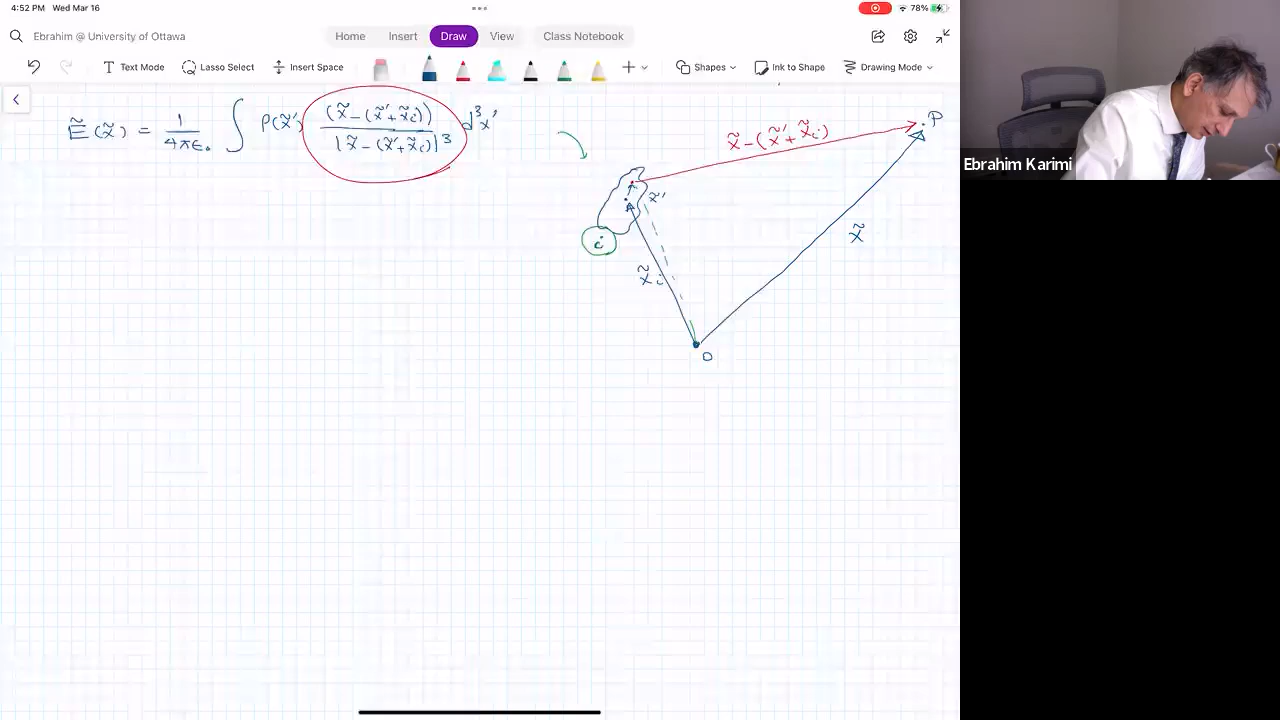 4:52 PM Wed Mar 16
78%
Ebrahim @ University of Ottawa
Home Insert Draw View Class Notebook
Text Mode Lasso Select Insert Space Shapes Ink to Shape Drawing Mode
Ẽ(x̃) = 1/4πε₀ ∫ ρ(x̃′) (x̃−(x̃′+x̃ᵢ))/|x̃−(x̃′+x̃ᵢ)|³ d³x′
x̃−(x̃′+x̃ᵢ)
P
x̃′
i
x̃
x̃ᵢ
O
Ebrahim Karimi